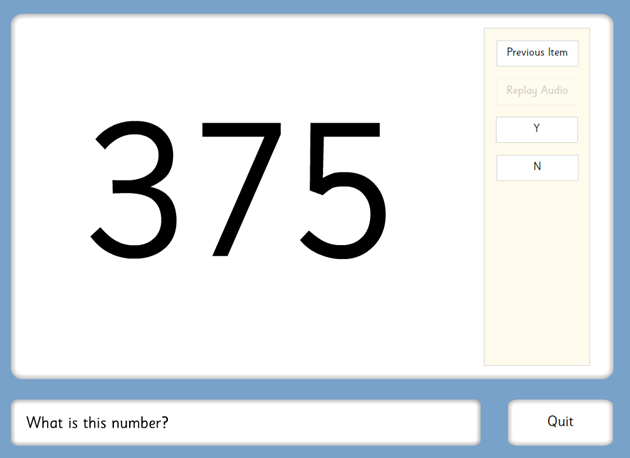 375
Previous Item
Replay Audio
Y
N
What is this number?
Quit